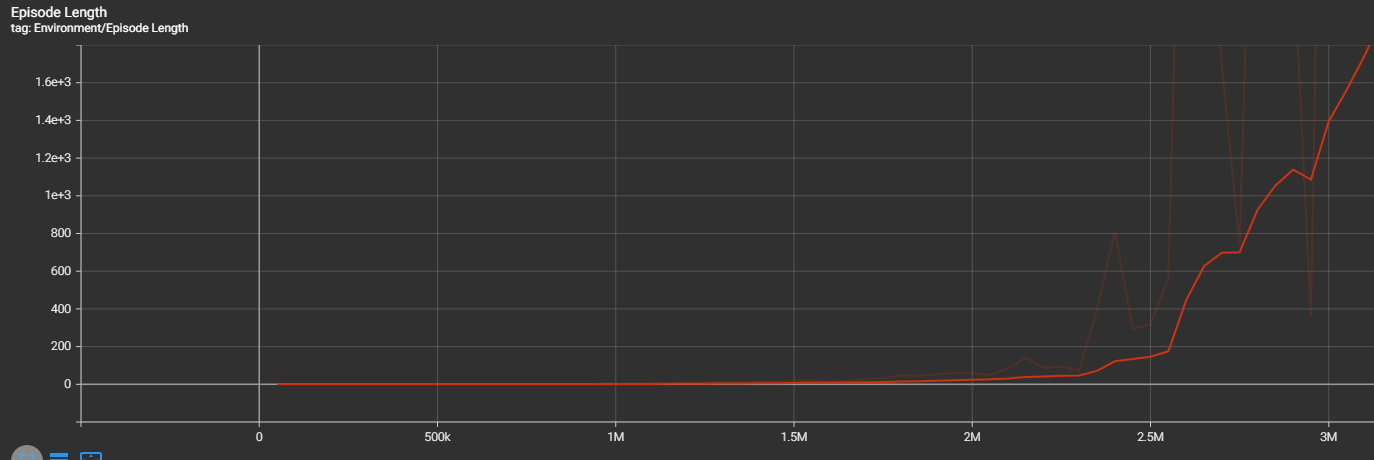 Episode Length
tag: Environment/Episode Length
1.6e+3
1.4e+3
1.2e+3
1e+3
800
600
400
200
0
0 500k 1M 1.5M 2M 2.5M 3M